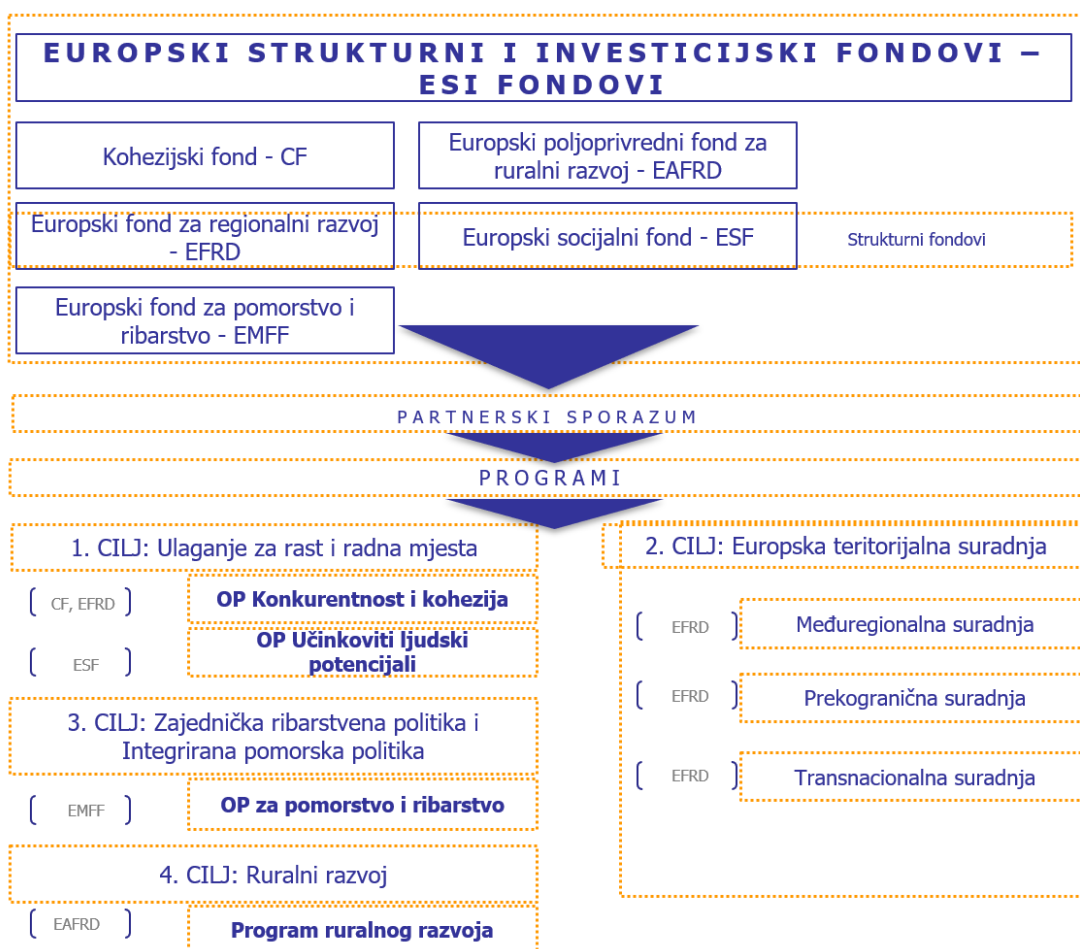 EUROPSKI STRUKTURNI I INVESTICIJSKI FONDOVI –
ESI FONDOVI
Kohezijski fond - CF
Europski poljoprivredni fond za
ruralni razvoj - EAFRD
Europski fond za regionalni razvoj
- EFRD
Europski socijalni fond - ESF
Strukturni fondovi
Europski fond za pomorstvo i
ribarstvo - EMFF
PARTNERSKI SPORAZUM
PROGRAMI
1. CILJ: Ulaganje za rast i radna mjesta
CF, EFRD
OP Konkurentnost i kohezija
ESF
OP Učinkoviti ljudski
potencijali
3. CILJ: Zajednička ribarstvena politika i
Integrirana pomorska politika
EMFF
OP za pomorstvo i ribarstvo
4. CILJ: Ruralni razvoj
EAFRD
Program ruralnog razvoja
2. CILJ: Europska teritorijalna suradnja
EFRD
Međuregionalna suradnja
EFRD
Prekogranična suradnja
EFRD
Transnacionalna suradnja